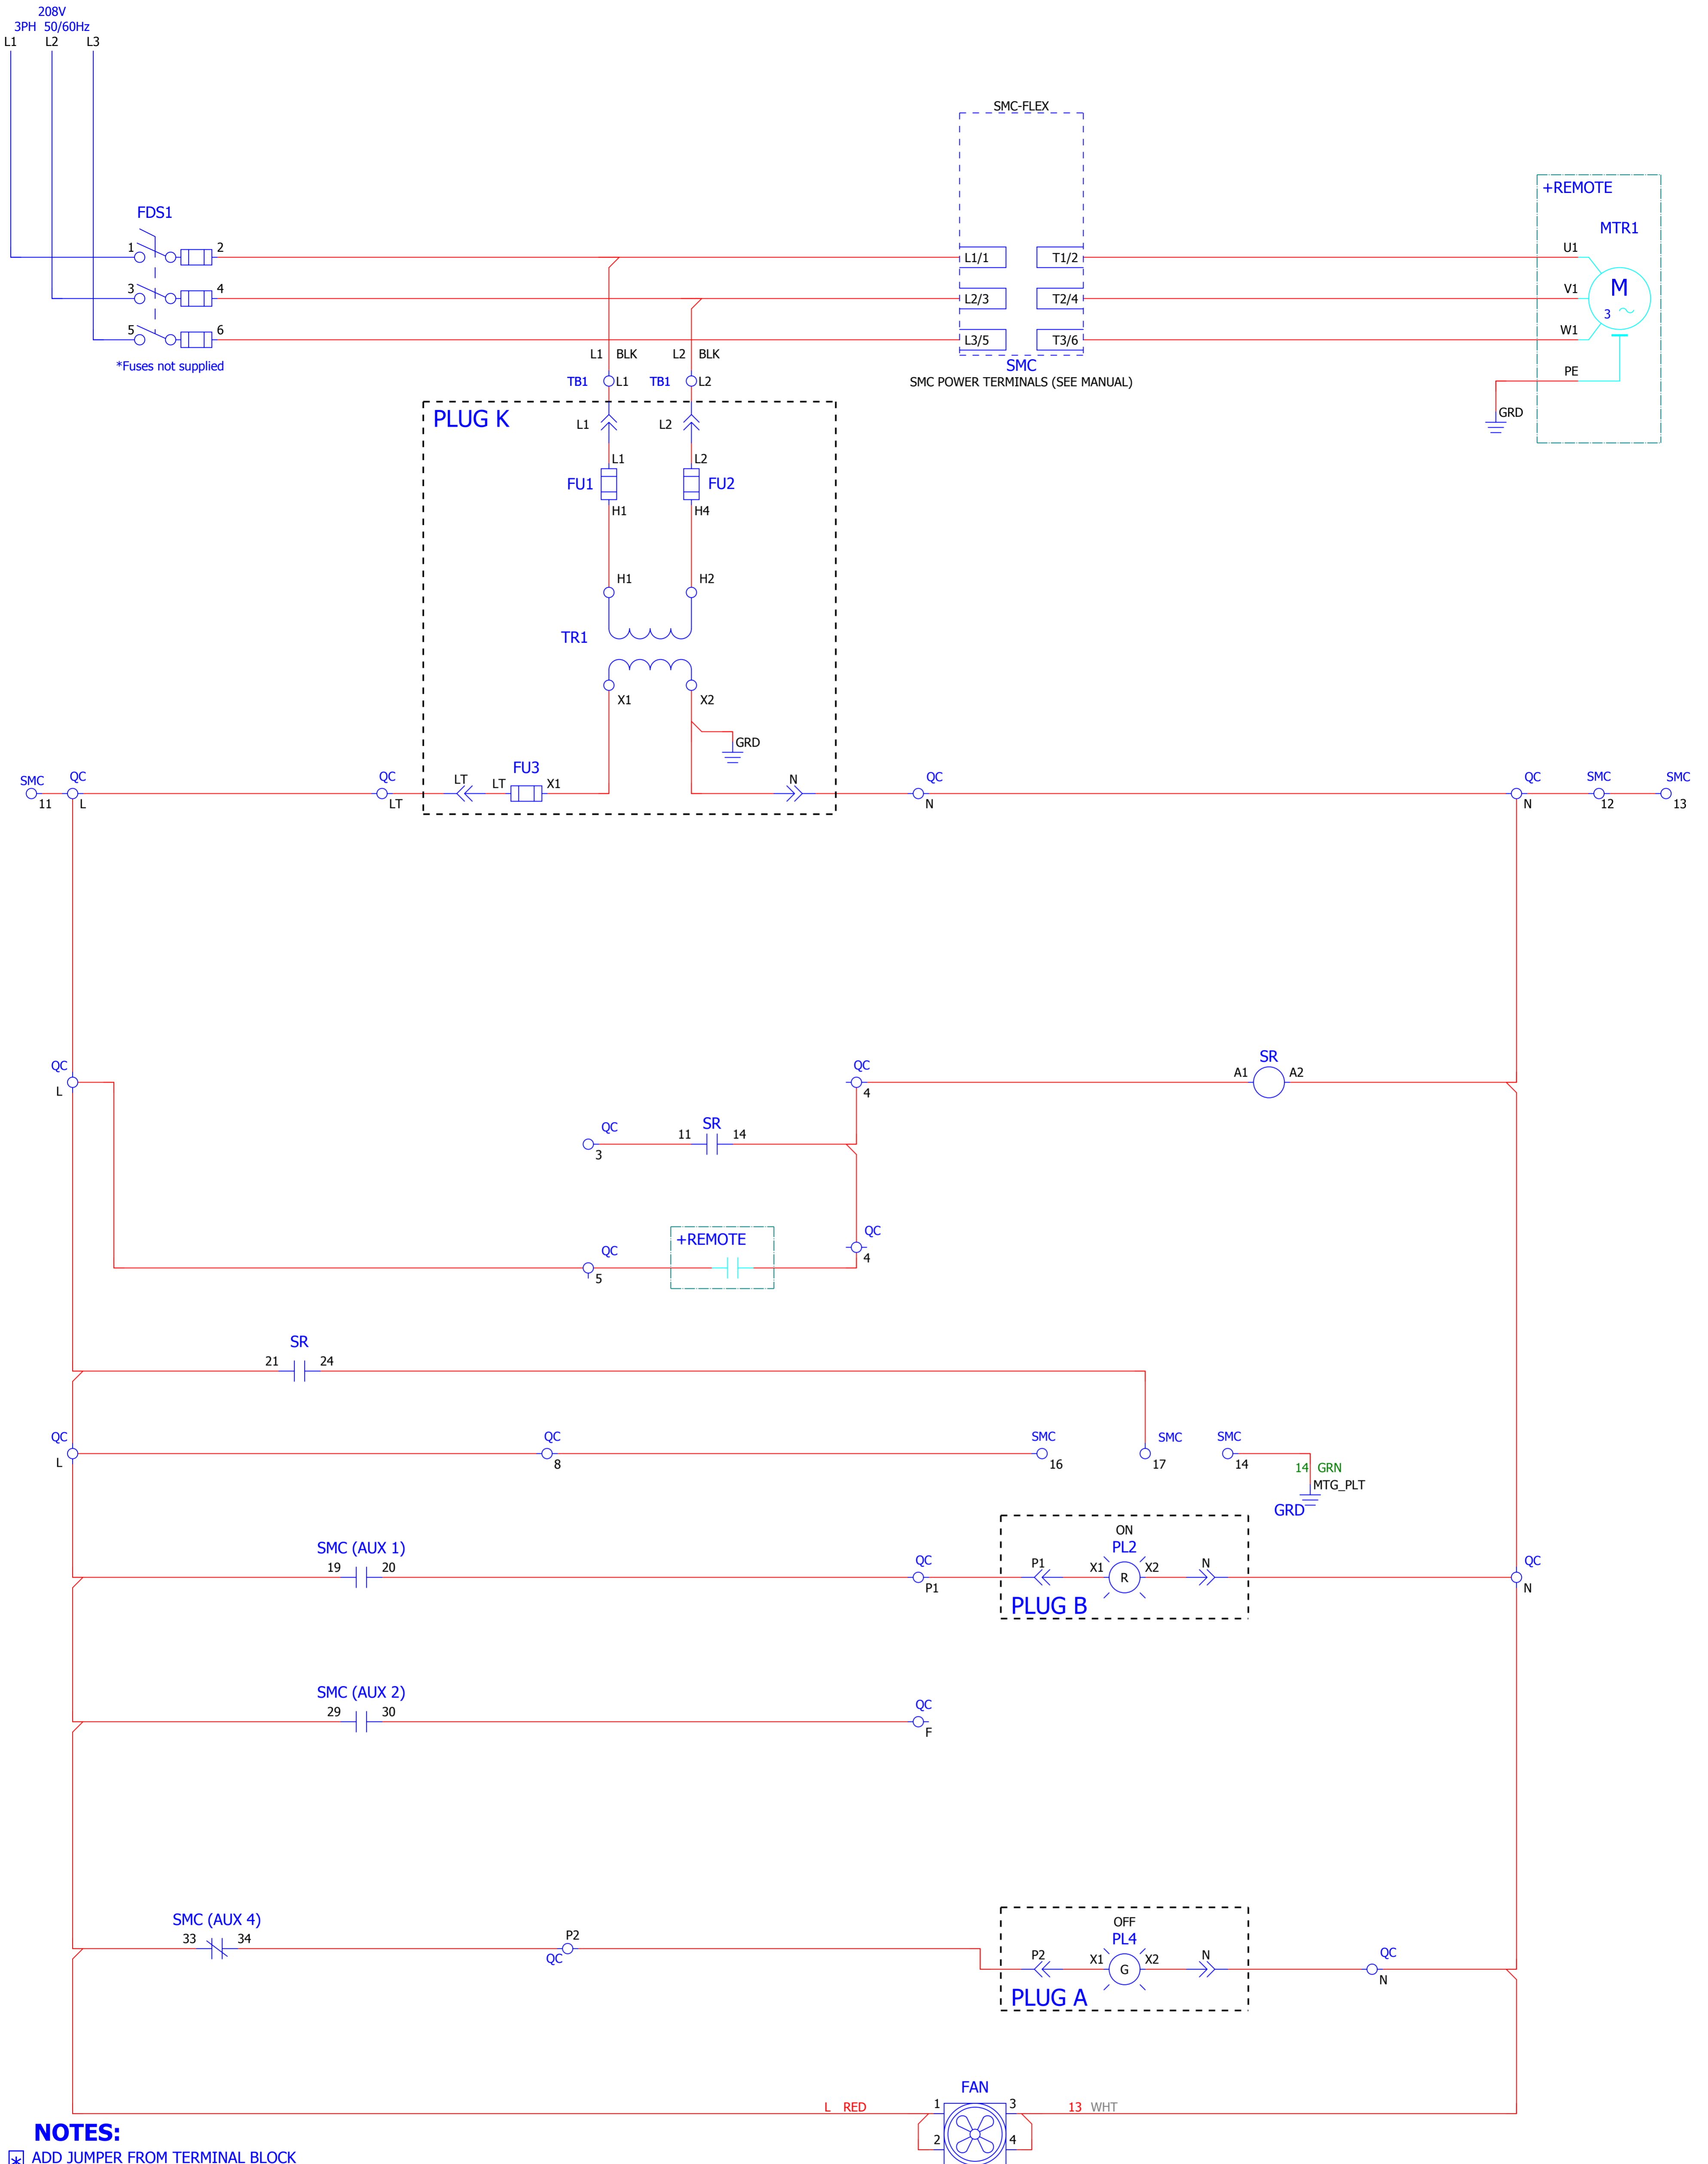 208V
3PH 50/60Hz
L1 L2 L3
SMC-FLEX
+REMOTE
MTR1
FDS1
1 2
L1/1 T1/2
U1
3 4
L2/3 T2/4
V1
M
3
5 6
L3/5 T3/6
W1
*Fuses not supplied
L1 BLK L2 BLK
SMC
SMC POWER TERMINALS (SEE MANUAL)
PE
GRD
TB1 L1 TB1 L2
PLUG K
L1 L2
L1 L2
FU1 FU2
H1 H4
H1 H2
TR1
X1 X2
GRD
SMC QC QC
LT LT FU3 X1
N
QC
QC SMC SMC
11 L LT
N
N 12 13
QC
L
QC
4
SR
A1 A2
QC
3
SR
11 14
QC
4
QC
5
+REMOTE
SR
21 24
QC
L
QC
8
SMC
16
SMC
17
SMC
14
14 GRN
MTG_PLT
GRD
SMC (AUX 1)
19 20
QC
P1
ON
PL2
P1 X1 R X2 N
PLUG B
QC
N
SMC (AUX 2)
29 30
QC
F
SMC (AUX 4)
33 34
P2
QC
OFF
PL4
P2 X1 G X2 N
PLUG A
QC
N
FAN
L RED
1 3
13 WHT
2 4
NOTES:
* ADD JUMPER FROM TERMINAL BLOCK